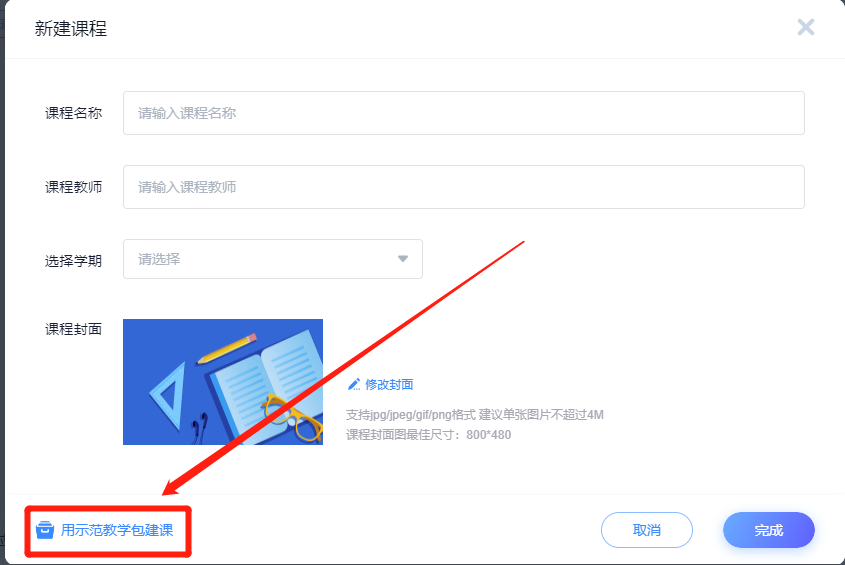 新建课程
课程名称 请输入课程名称
课程教师 请输入课程教师
选择学期 请选择
课程封面
修改封面
支持jpg/jpeg/gif/png格式 建议单张图片不超过4M
课程封面图最佳尺寸：800*480
用示范教学包建课 取消 完成